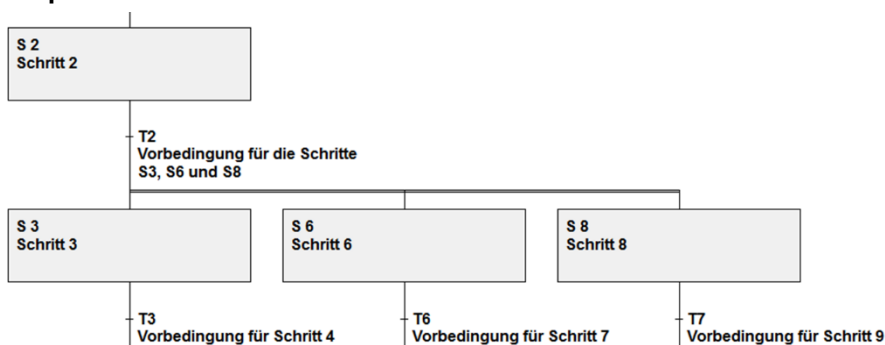 S 2
Schritt 2
T2
Vorbedingung für die Schritte
S3, S6 und S8
S 3
Schritt 3
S 6
Schritt 6
S 8
Schritt 8
T3
Vorbedingung für Schritt 4
T6
Vorbedingung für Schritt 7
T7
Vorbedingung für Schritt 9